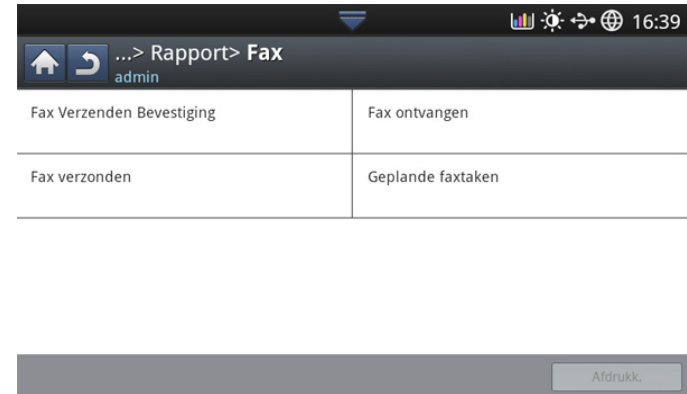 16:39
...> Rapport> Fax
admin
Fax Verzenden Bevestiging
Fax ontvangen
Fax verzonden
Geplande faxtaken
Afdrukk.